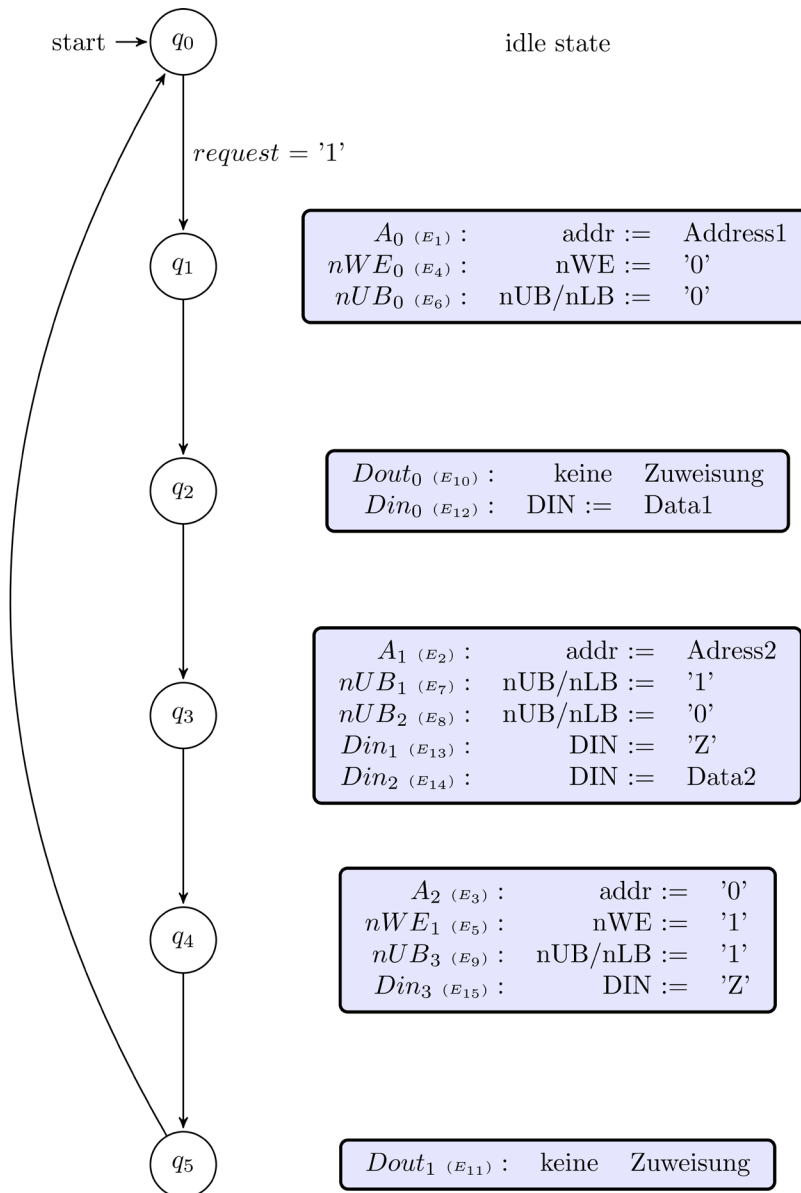 start q0 idle state
request = '1'
q1
A0 (E1) : addr := Address1
nWE0 (E4) : nWE := '0'
nUB0 (E6) : nUB/nLB := '0'
q2
Dout0 (E10) : keine Zuweisung
Din0 (E12) : DIN := Data1
q3
A1 (E2) : addr := Adress2
nUB1 (E7) : nUB/nLB := '1'
nUB2 (E8) : nUB/nLB := '0'
Din1 (E13) : DIN := 'Z'
Din2 (E14) : DIN := Data2
q4
A2 (E3) : addr := '0'
nWE1 (E5) : nWE := '1'
nUB3 (E9) : nUB/nLB := '1'
Din3 (E15) : DIN := 'Z'
q5
Dout1 (E11) : keine Zuweisung